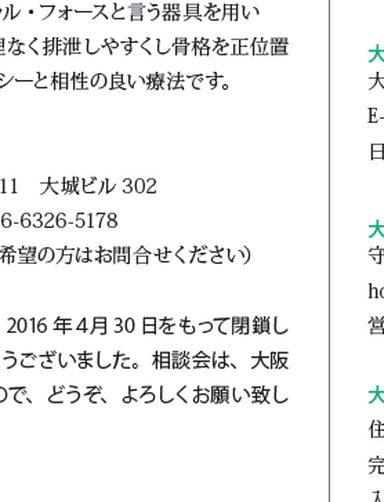 ル・フォースと言う器具を用い
なく排泄しやすくし骨格を正位置
シーと相性の良い療法です。
11　大城ビル 302
6-6326-5178
希望の方はお問合せください）
2016 年４月 30 日をもって閉鎖し
うございました。相談会は、大阪
ので、どうぞ、よろしくお願い致し
大
大
E-
日
大
守
ho
営
大
住
完